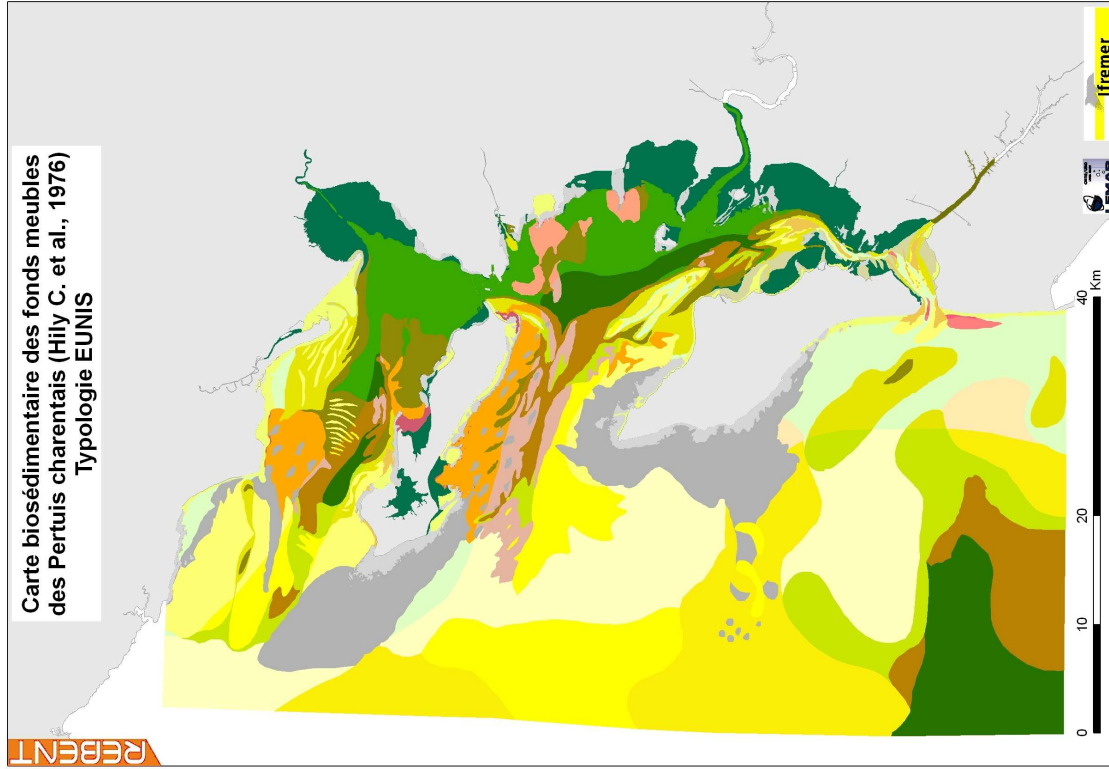 Carte biosédimentaire des fonds meubles
des Pertuis charentais (Hily C. et al., 1976)
Typologie EUNIS
REBENT
0 10 20 40 Km
Ifremer